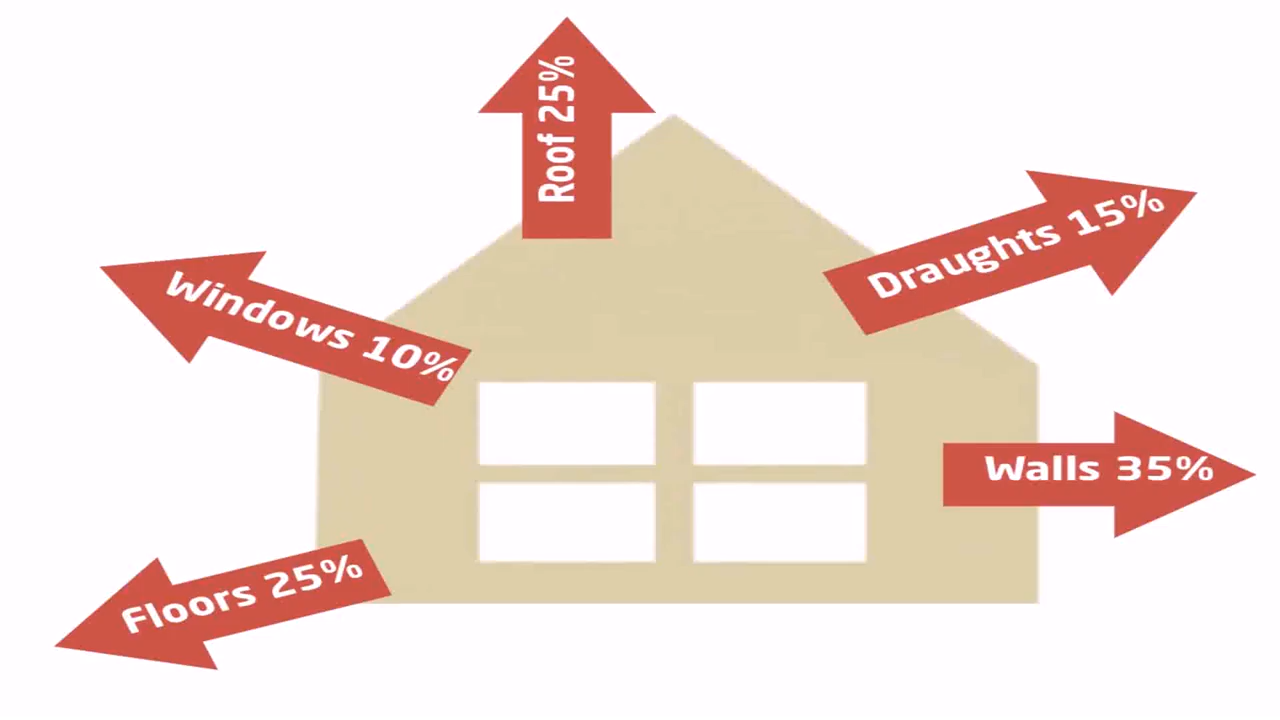 Roof 25%
Draughts 15%
Windows 10%
Walls 35%
Floors 25%